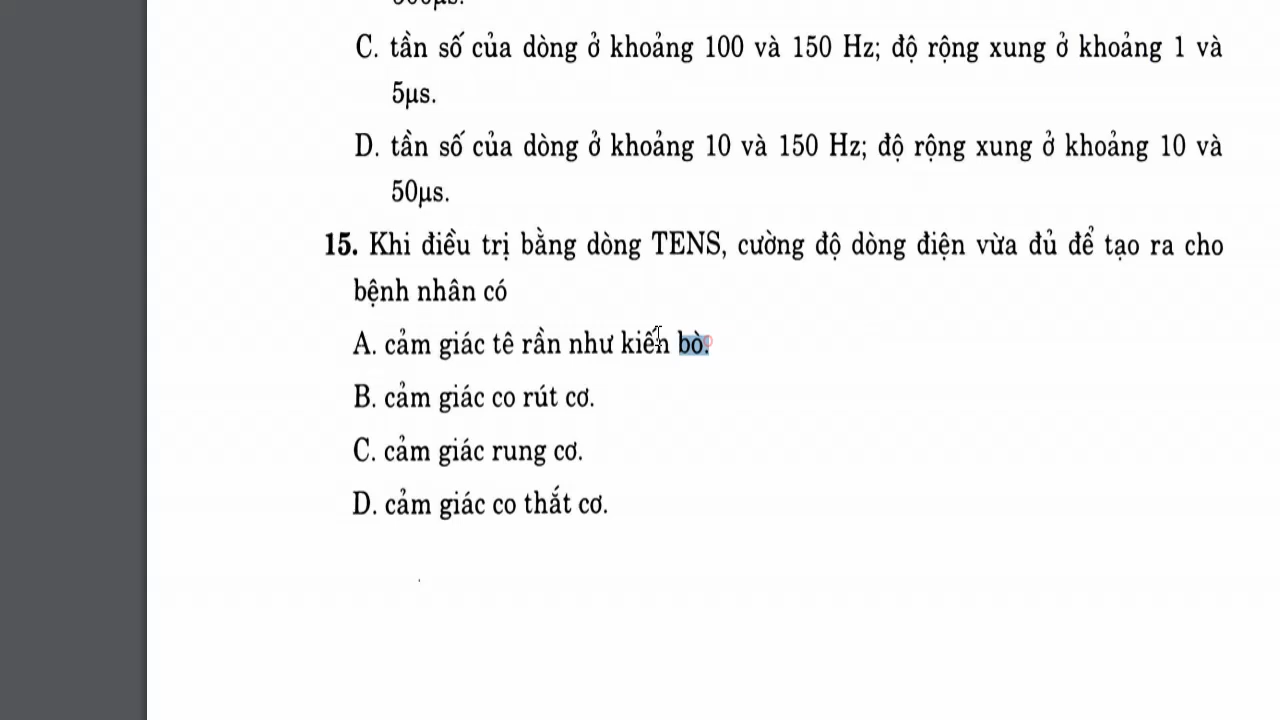 C. tần số của dòng ở khoảng 100 và 150 Hz; độ rộng xung ở khoảng 1 và
5µs.
D. tần số của dòng ở khoảng 10 và 150 Hz; độ rộng xung ở khoảng 10 và
50µs.
15. Khi điều trị bằng dòng TENS, cường độ dòng điện vừa đủ để tạo ra cho
bệnh nhân có
A. cảm giác tê rần như kiến bò.
B. cảm giác co rút cơ.
C. cảm giác rung cơ.
D. cảm giác co thắt cơ.